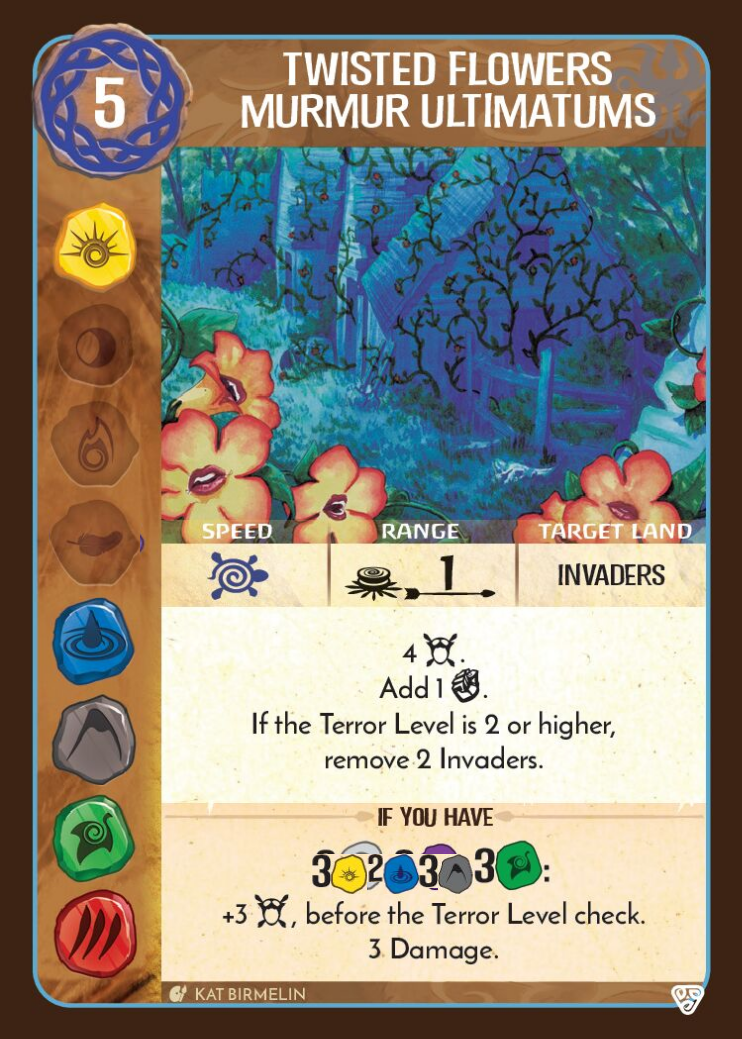 5
TWISTED FLOWERS
MURMUR ULTIMATUMS
SPEED RANGE TARGET LAND
1 INVADERS
4 .
Add 1 .
If the Terror Level is 2 or higher,
remove 2 Invaders.
IF YOU HAVE
3 2 3 3 :
+3 , before the Terror Level check.
3 Damage.
KAT BIRMELIN